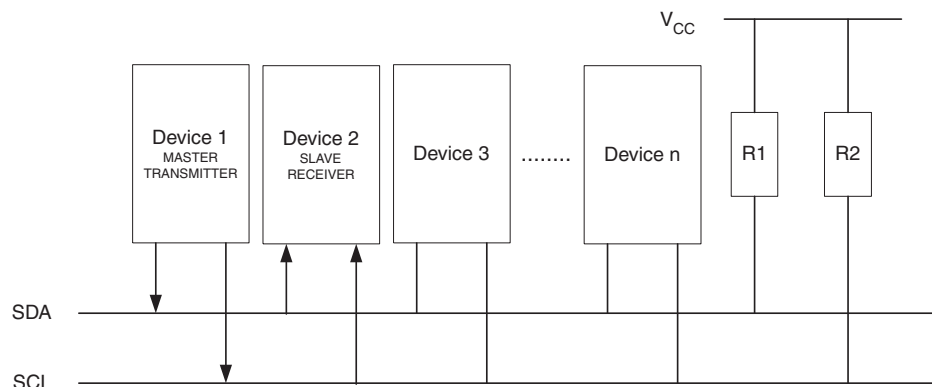 V_CC
Device 1
MASTER
TRANSMITTER
Device 2
SLAVE
RECEIVER
Device 3
........
Device n
R1
R2
SDA
SCL